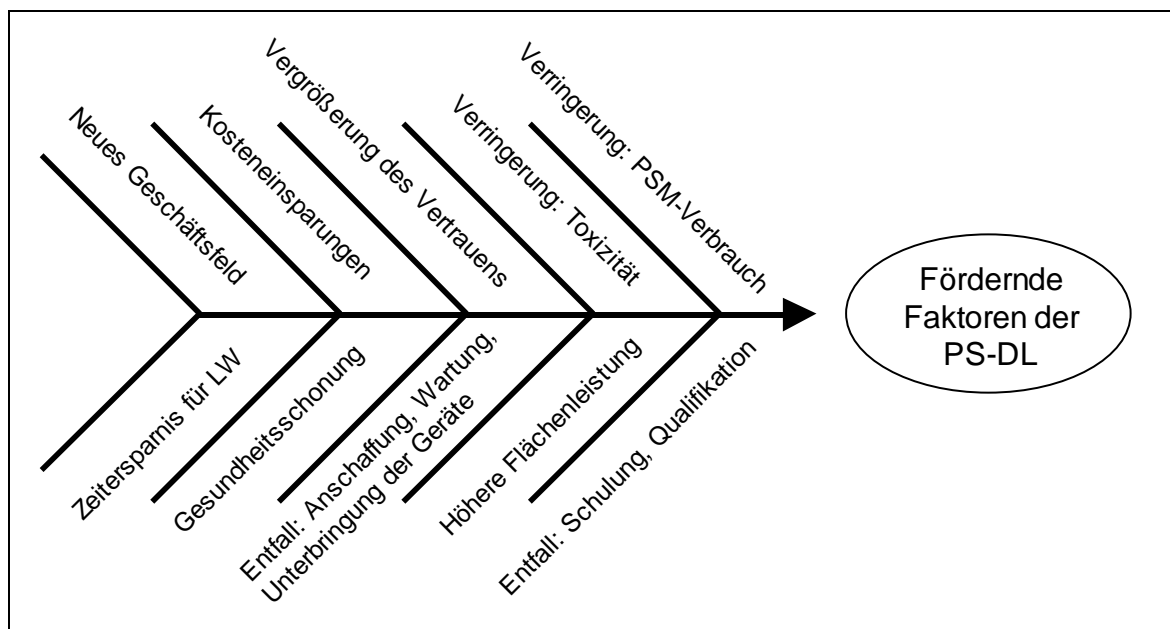 Neues Geschäftsfeld
Kosteneinsparungen
Vergrößerung des Vertrauens
Verringerung: Toxizität
Verringerung: PSM-Verbrauch
Zeitersparnis für LW
Gesundheitsschonung
Entfall: Anschaffung, Wartung,
Unterbringung der Geräte
Höhere Flächenleistung
Entfall: Schulung, Qualifikation
Fördernde
Faktoren der
PS-DL